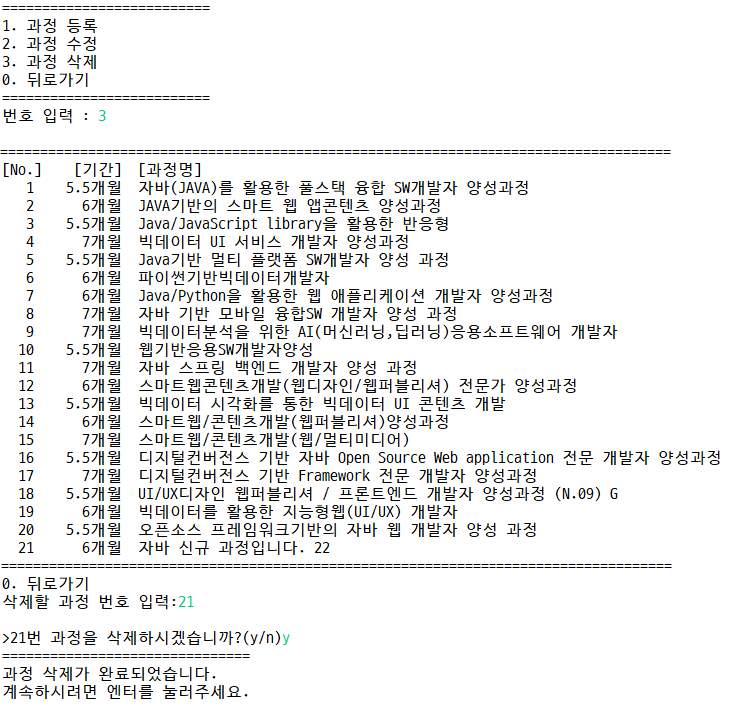 ==========================
1. 과정 등록
2. 과정 수정
3. 과정 삭제
0. 뒤로가기
==========================
번호 입력 : 3
====================================================================================
[No.] [기간] [과정명]
1 5.5개월 자바(JAVA)를 활용한 풀스택 융합 SW개발자 양성과정
2 6개월 JAVA기반의 스마트 웹 앱콘텐츠 양성과정
3 5.5개월 Java/JavaScript library을 활용한 반응형
4 7개월 빅데이터 UI 서비스 개발자 양성과정
5 5.5개월 Java기반 멀티 플랫폼 SW개발자 양성 과정
6 6개월 파이썬기반빅데이터개발자
7 6개월 Java/Python을 활용한 웹 애플리케이션 개발자 양성과정
8 7개월 자바 기반 모바일 융합SW 개발자 양성 과정
9 7개월 빅데이터분석을 위한 AI(머신러닝,딥러닝)응용소프트웨어 개발자
10 5.5개월 웹기반응용SW개발자양성
11 7개월 자바 스프링 백엔드 개발자 양성 과정
12 6개월 스마트웹콘텐츠개발(웹디자인/웹퍼블리셔) 전문가 양성과정
13 5.5개월 빅데이터 시각화를 통한 빅데이터 UI 콘텐츠 개발
14 6개월 스마트웹/콘텐츠개발(웹퍼블리셔)양성과정
15 7개월 스마트웹/콘텐츠개발(웹/멀티미디어)
16 5.5개월 디지털컨버전스 기반 자바 Open Source Web application 전문 개발자 양성과정
17 7개월 디지털컨버전스 기반 Framework 전문 개발자 양성과정
18 5.5개월 UI/UX디자인 웹퍼블리셔 / 프론트엔드 개발자 양성과정 (N.09) G
19 6개월 빅데이터를 활용한 지능형웹(UI/UX) 개발자
20 5.5개월 오픈소스 프레임워크기반의 자바 웹 개발자 양성 과정
21 6개월 자바 신규 과정입니다. 22
====================================================================================
0. 뒤로가기
삭제할 과정 번호 입력:21
>21번 과정을 삭제하시겠습니까?(y/n)y
===============================
과정 삭제가 완료되었습니다.
계속하시려면 엔터를 눌러주세요.